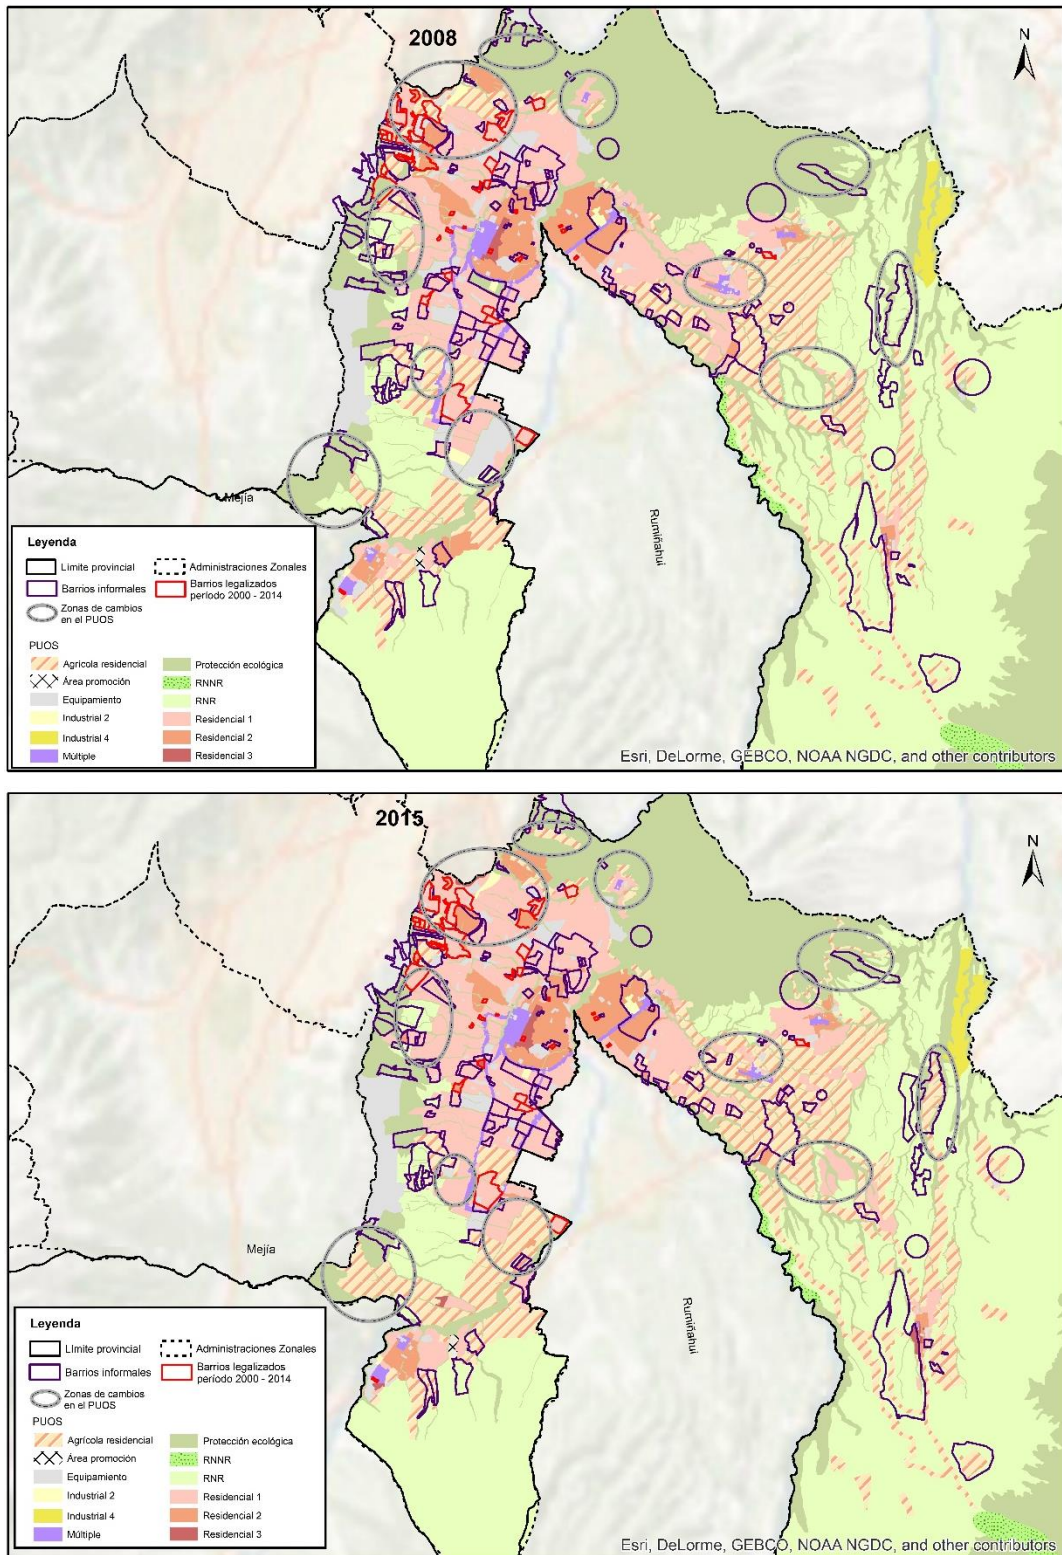 2008
N
Mejía
Rumiñahui
Leyenda
Límite provincial
Administraciones Zonales
Barrios informales
Barrios legalizados
período 2000 - 2014
Zonas de cambios
en el PUOS
PUOS
Agrícola residencial
Protección ecológica
Área promoción
RNNR
Equipamiento
RNR
Industrial 2
Residencial 1
Industrial 4
Residencial 2
Múltiple
Residencial 3
Esri, DeLorme, GEBCO, NOAA NGDC, and other contributors
2015
N
Mejía
Rumiñahui
Leyenda
Límite provincial
Administraciones Zonales
Barrios informales
Barrios legalizados
período 2000 - 2014
Zonas de cambios
en el PUOS
PUOS
Agrícola residencial
Protección ecológica
Área promoción
RNNR
Equipamiento
RNR
Industrial 2
Residencial 1
Industrial 4
Residencial 2
Múltiple
Residencial 3
Esri, DeLorme, GEBCO, NOAA NGDC, and other contributors